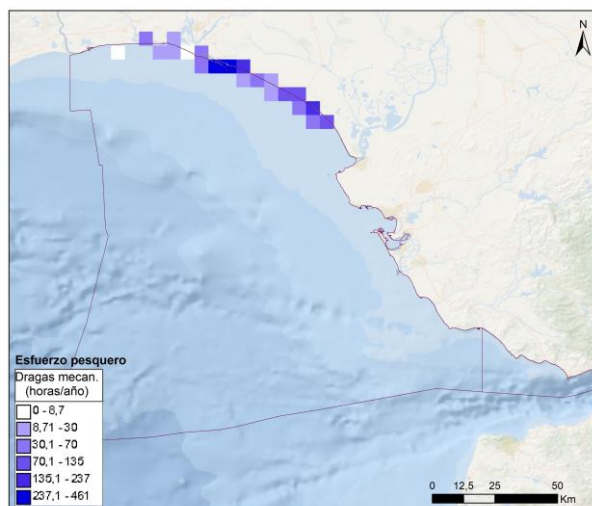 N
Esfuerzo pesquero
Dragas mecan.
(horas/año)
0 - 8,7
8,71 - 30
30,1 - 70
70,1 - 135
135,1 - 237
237,1 - 461
0 12,5 25 50
Km